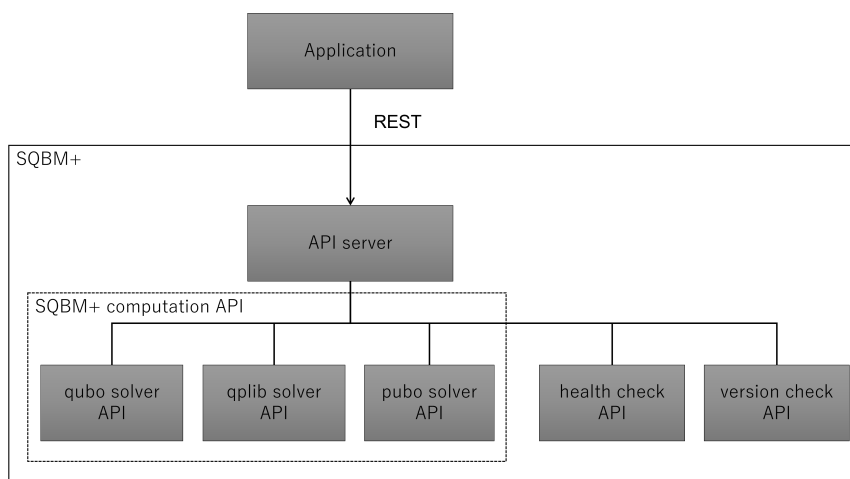 Application
REST
SQBM+
API server
SQBM+ computation API
qubo solver
API
qplib solver
API
pubo solver
API
health check
API
version check
API